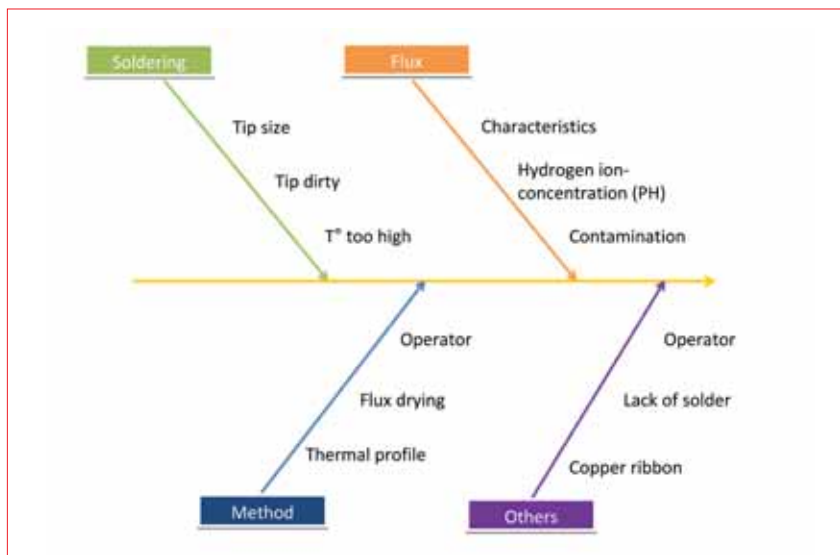 Soldering
Flux
Tip size
Characteristics
Tip dirty
Hydrogen ion-
concentration (PH)
T° too high
Contamination
Operator
Operator
Flux drying
Lack of solder
Thermal profile
Copper ribbon
Method
Others